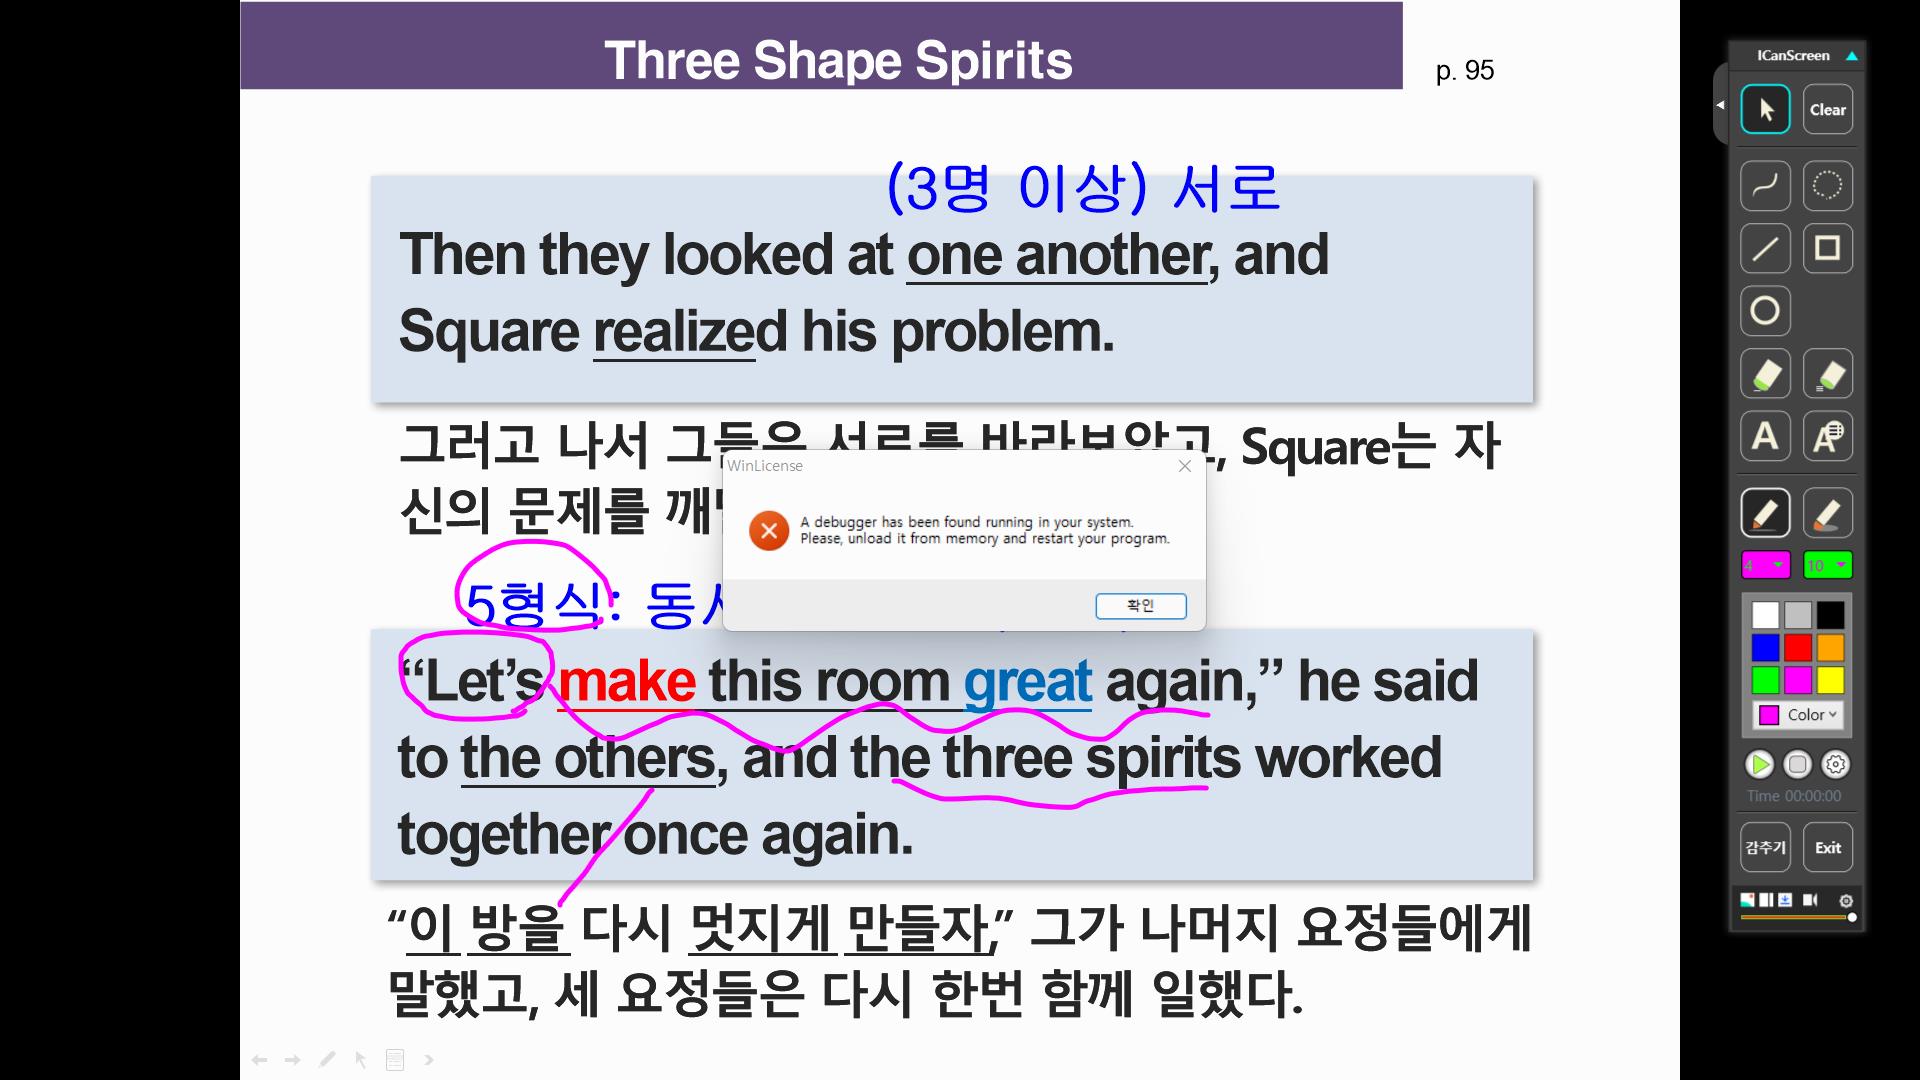 Three Shape Spirits
p. 95
(3명 이상) 서로
Then they looked at one another, and
Square realized his problem.
그러고 나서 그들은 서로를 바라보았고, Square는 자
신의 문제를
5형식:
"Let's make this room great again," he said
to the others, and the three spirits worked
together once again.
"이 방을 다시 멋지게 만들자," 그가 나머지 요정들에게
말했고, 세 요정들은 다시 한번 함께 일했다.
WinLicense
A debugger has been found running in your system.
Please, unload it from memory and restart your program.
확인
ICanScreen
Clear
A
A
4
10
Color
Time 00:00:00
감추기
Exit